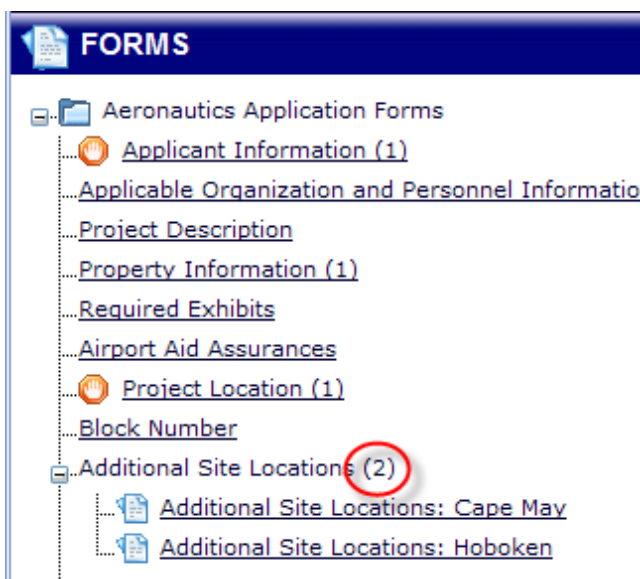 FORMS
Aeronautics Application Forms
Applicant Information (1)
Applicable Organization and Personnel Informatio
Project Description
Property Information (1)
Required Exhibits
Airport Aid Assurances
Project Location (1)
Block Number
Additional Site Locations (2)
Additional Site Locations: Cape May
Additional Site Locations: Hoboken